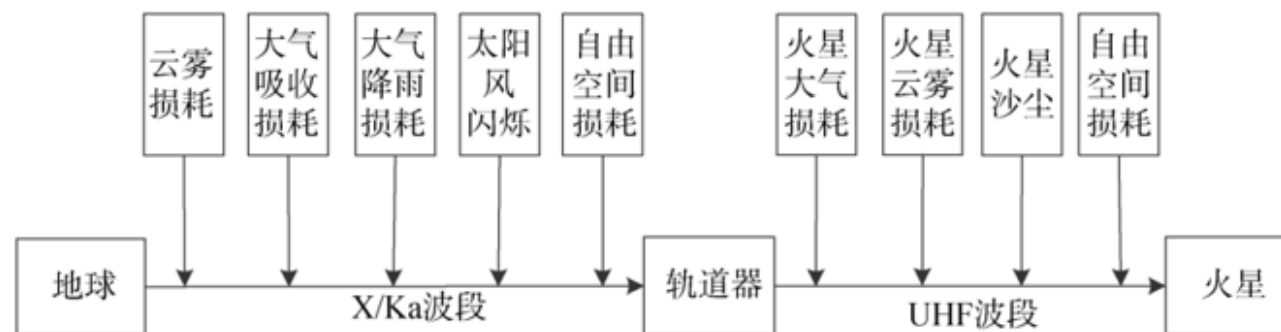 云雾
损耗
大气
吸收
损耗
大气
降雨
损耗
太阳
风
闪烁
自由
空间
损耗
火星
大气
损耗
火星
云雾
损耗
火星
沙尘
自由
空间
损耗
地球
X/Ka波段
轨道器
UHF波段
火星